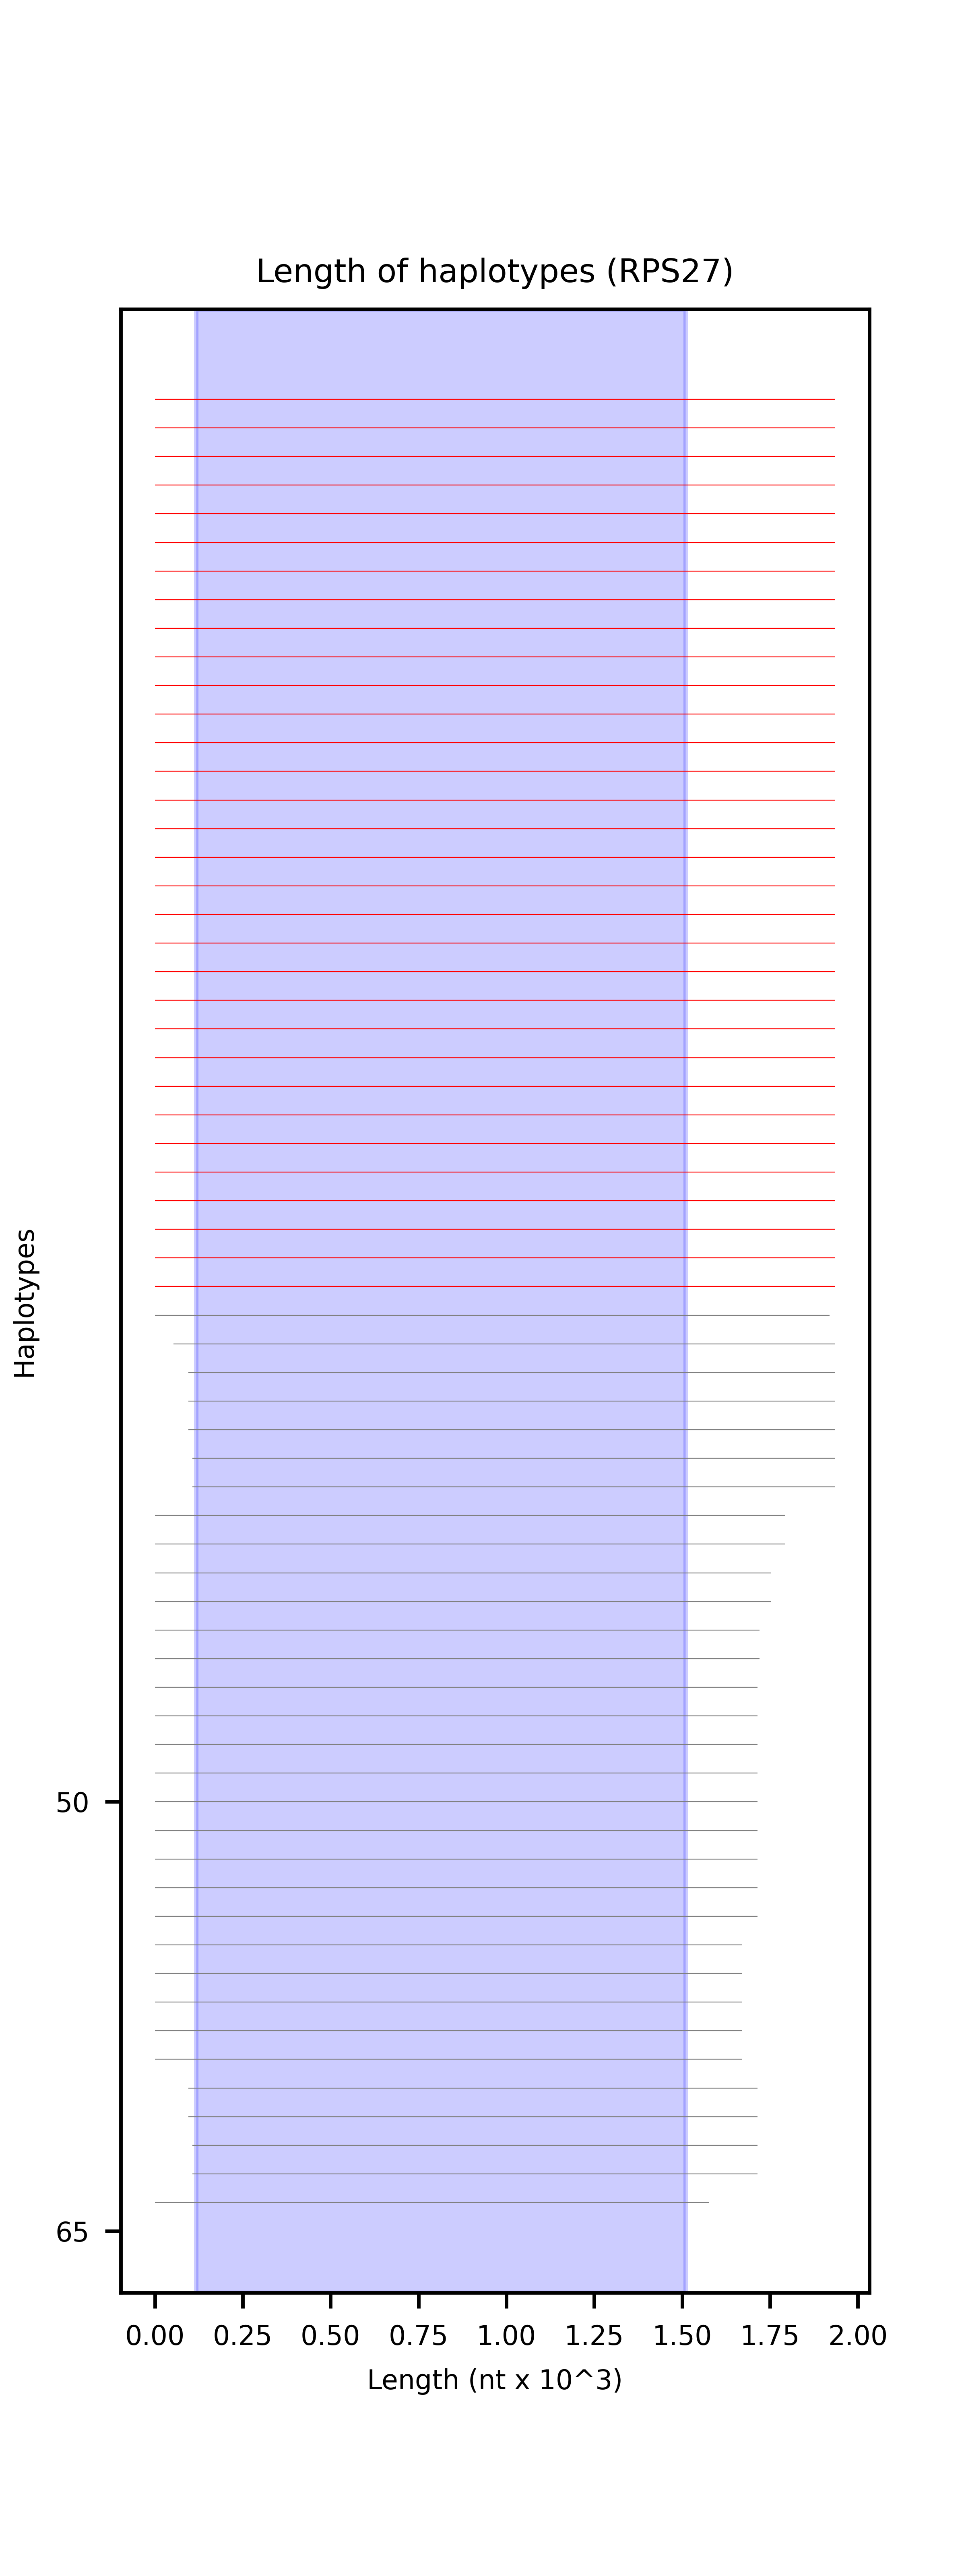 Length of haplotypes (RPS27)
Haplotypes
50
65
0.00 0.25 0.50 0.75 1.00 1.25 1.50 1.75 2.00
Length (nt x 10^3)